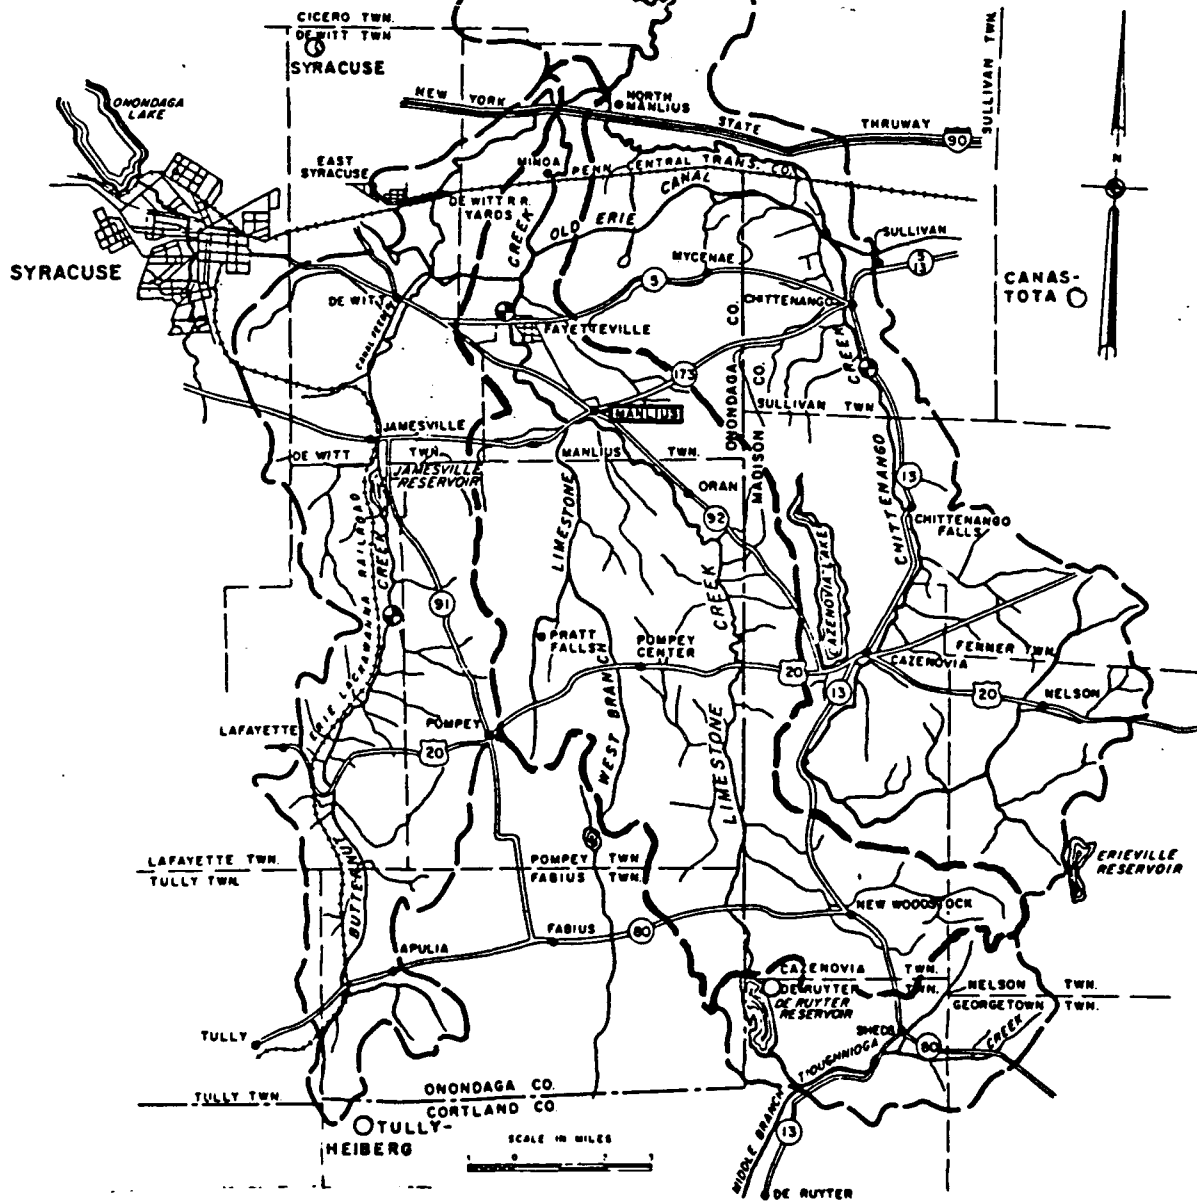 CICERO TWN.
DE WITT TWN
SYRACUSE
ONONDAGA
LAKE
SULLIVAN TWN.
NEW YORK STATE THRUWAY
90
NORTH
MANLIUS
EAST
SYRACUSE
MINOA
PENN CENTRAL TRANS. CO.
DE WITT R.R.
YARDS
OLD ERIE CANAL
CREEK
N
SYRACUSE
MYCENAE
SULLIVAN
5
5
13
CANAS-
TOTA
DE WITT
CANAL FEEDER
FAYETTEVILLE
CHITTENANGO
ONONDAGA CO.
MADISON CO.
173
MANLIUS
SULLIVAN TWN
JAMESVILLE
DE WITT TWN.
MANLIUS TWN.
JAMESVILLE
RESERVOIR
ORAN
92
13
CHITTENANGO CREEK
CHITTENANGO
FALLS
CAZENOVIA LAKE
ERIE LACKAWANA RAILROAD
BUTTERNUT CREEK
91
LIMESTONE
WEST BRANCH
LIMESTONE CREEK
PRATT
FALLS
POMPEY
CENTER
20
CAZENOVIA
FENNER TWN.
13
20
NELSON
LAFAYETTE
POMPEY
20
LAFAYETTE TWN.
TULLY TWN.
POMPEY TWN.
FABIUS TWN.
ERIEVILLE
RESERVOIR
NEW WOODSTOCK
FABIUS
80
APULIA
CAZENOVIA TWN.
DE RUYTER TWN.
DE RUYTER
RESERVOIR
NELSON TWN.
GEORGETOWN TWN.
TULLY
SHEDS
80
MIDDLE BRANCH TIOUGHNIOGA CREEK
TULLY TWN.
ONONDAGA CO.
CORTLAND CO.
TULLY-
HEIBERG
SCALE IN MILES
13
DE RUYTER